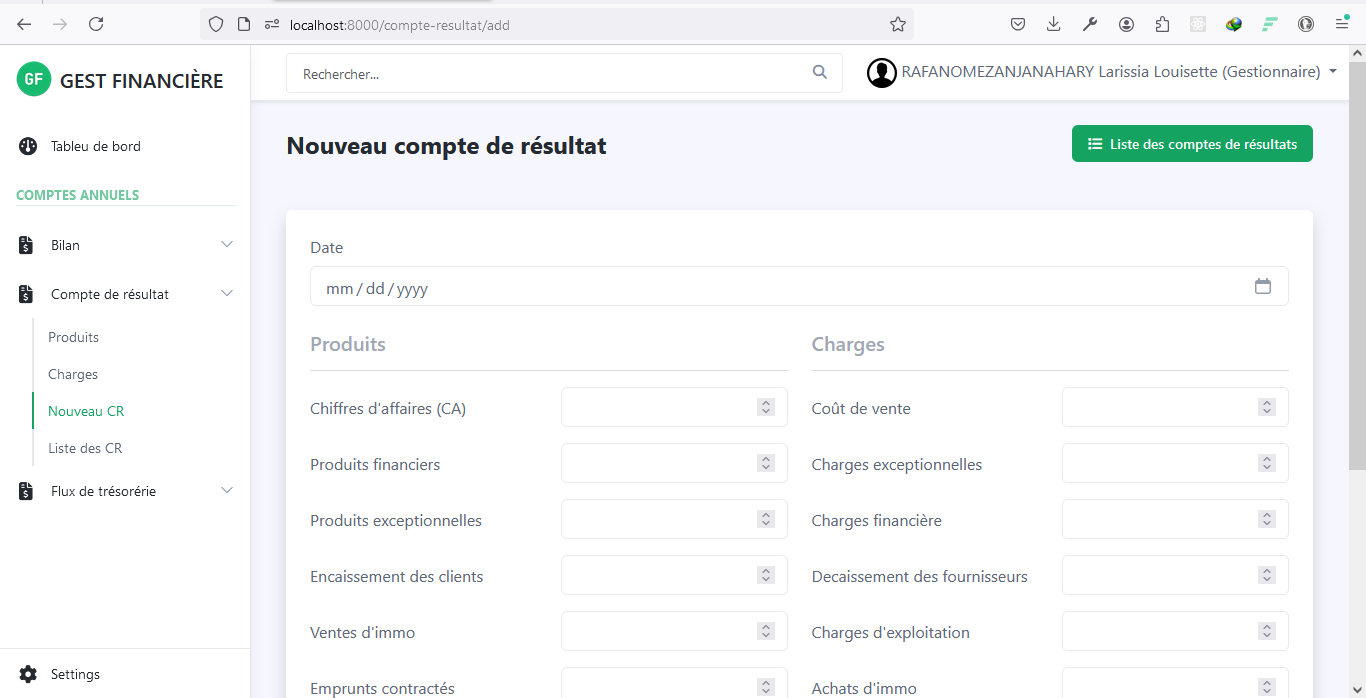 localhost:8000/compte-resultat/add
GF GEST FINANCIÈRE
Rechercher...
RAFANOMEZANJANAHARY Larissia Louisette (Gestionnaire)
Tableu de bord
COMPTES ANNUELS
Bilan
Compte de résultat
Produits
Charges
Nouveau CR
Liste des CR
Flux de trésorérie
Settings
Nouveau compte de résultat
Liste des comptes de résultats
Date
mm / dd / yyyy
Produits
Chiffres d'affaires (CA)
Produits financiers
Produits exceptionnelles
Encaissement des clients
Ventes d'immo
Emprunts contractés
Charges
Coût de vente
Charges exceptionnelles
Charges financière
Decaissement des fournisseurs
Charges d'exploitation
Achats d'immo